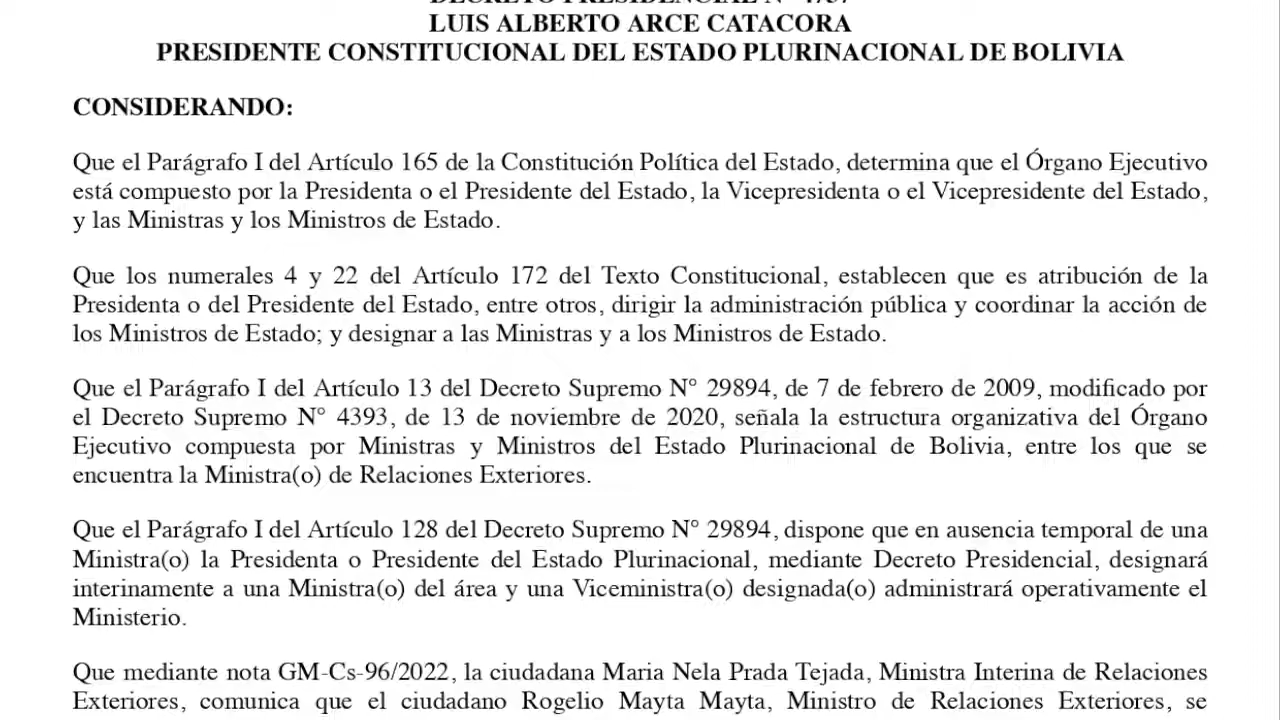 LUIS ALBERTO ARCE CATACORA
PRESIDENTE CONSTITUCIONAL DEL ESTADO PLURINACIONAL DE BOLIVIA
CONSIDERANDO:
Que el Parágrafo I del Artículo 165 de la Constitución Política del Estado, determina que el Órgano Ejecutivo
está compuesto por la Presidenta o el Presidente del Estado, la Vicepresidenta o el Vicepresidente del Estado,
y las Ministras y los Ministros de Estado.
Que los numerales 4 y 22 del Artículo 172 del Texto Constitucional, establecen que es atribución de la
Presidenta o del Presidente del Estado, entre otros, dirigir la administración pública y coordinar la acción de
los Ministros de Estado; y designar a las Ministras y a los Ministros de Estado.
Que el Parágrafo I del Artículo 13 del Decreto Supremo N° 29894, de 7 de febrero de 2009, modificado por
el Decreto Supremo N° 4393, de 13 de noviembre de 2020, señala la estructura organizativa del Órgano
Ejecutivo compuesta por Ministras y Ministros del Estado Plurinacional de Bolivia, entre los que se
encuentra la Ministra(o) de Relaciones Exteriores.
Que el Parágrafo I del Artículo 128 del Decreto Supremo N° 29894, dispone que en ausencia temporal de una
Ministra(o) la Presidenta o Presidente del Estado Plurinacional, mediante Decreto Presidencial, designará
interinamente a una Ministra(o) del área y una Viceministra(o) designada(o) administrará operativamente el
Ministerio.
Que mediante nota GM-Cs-96/2022, la ciudadana Maria Nela Prada Tejada, Ministra Interina de Relaciones
Exteriores, comunica que el ciudadano Rogelio Mayta Mayta, Ministro de Relaciones Exteriores, se